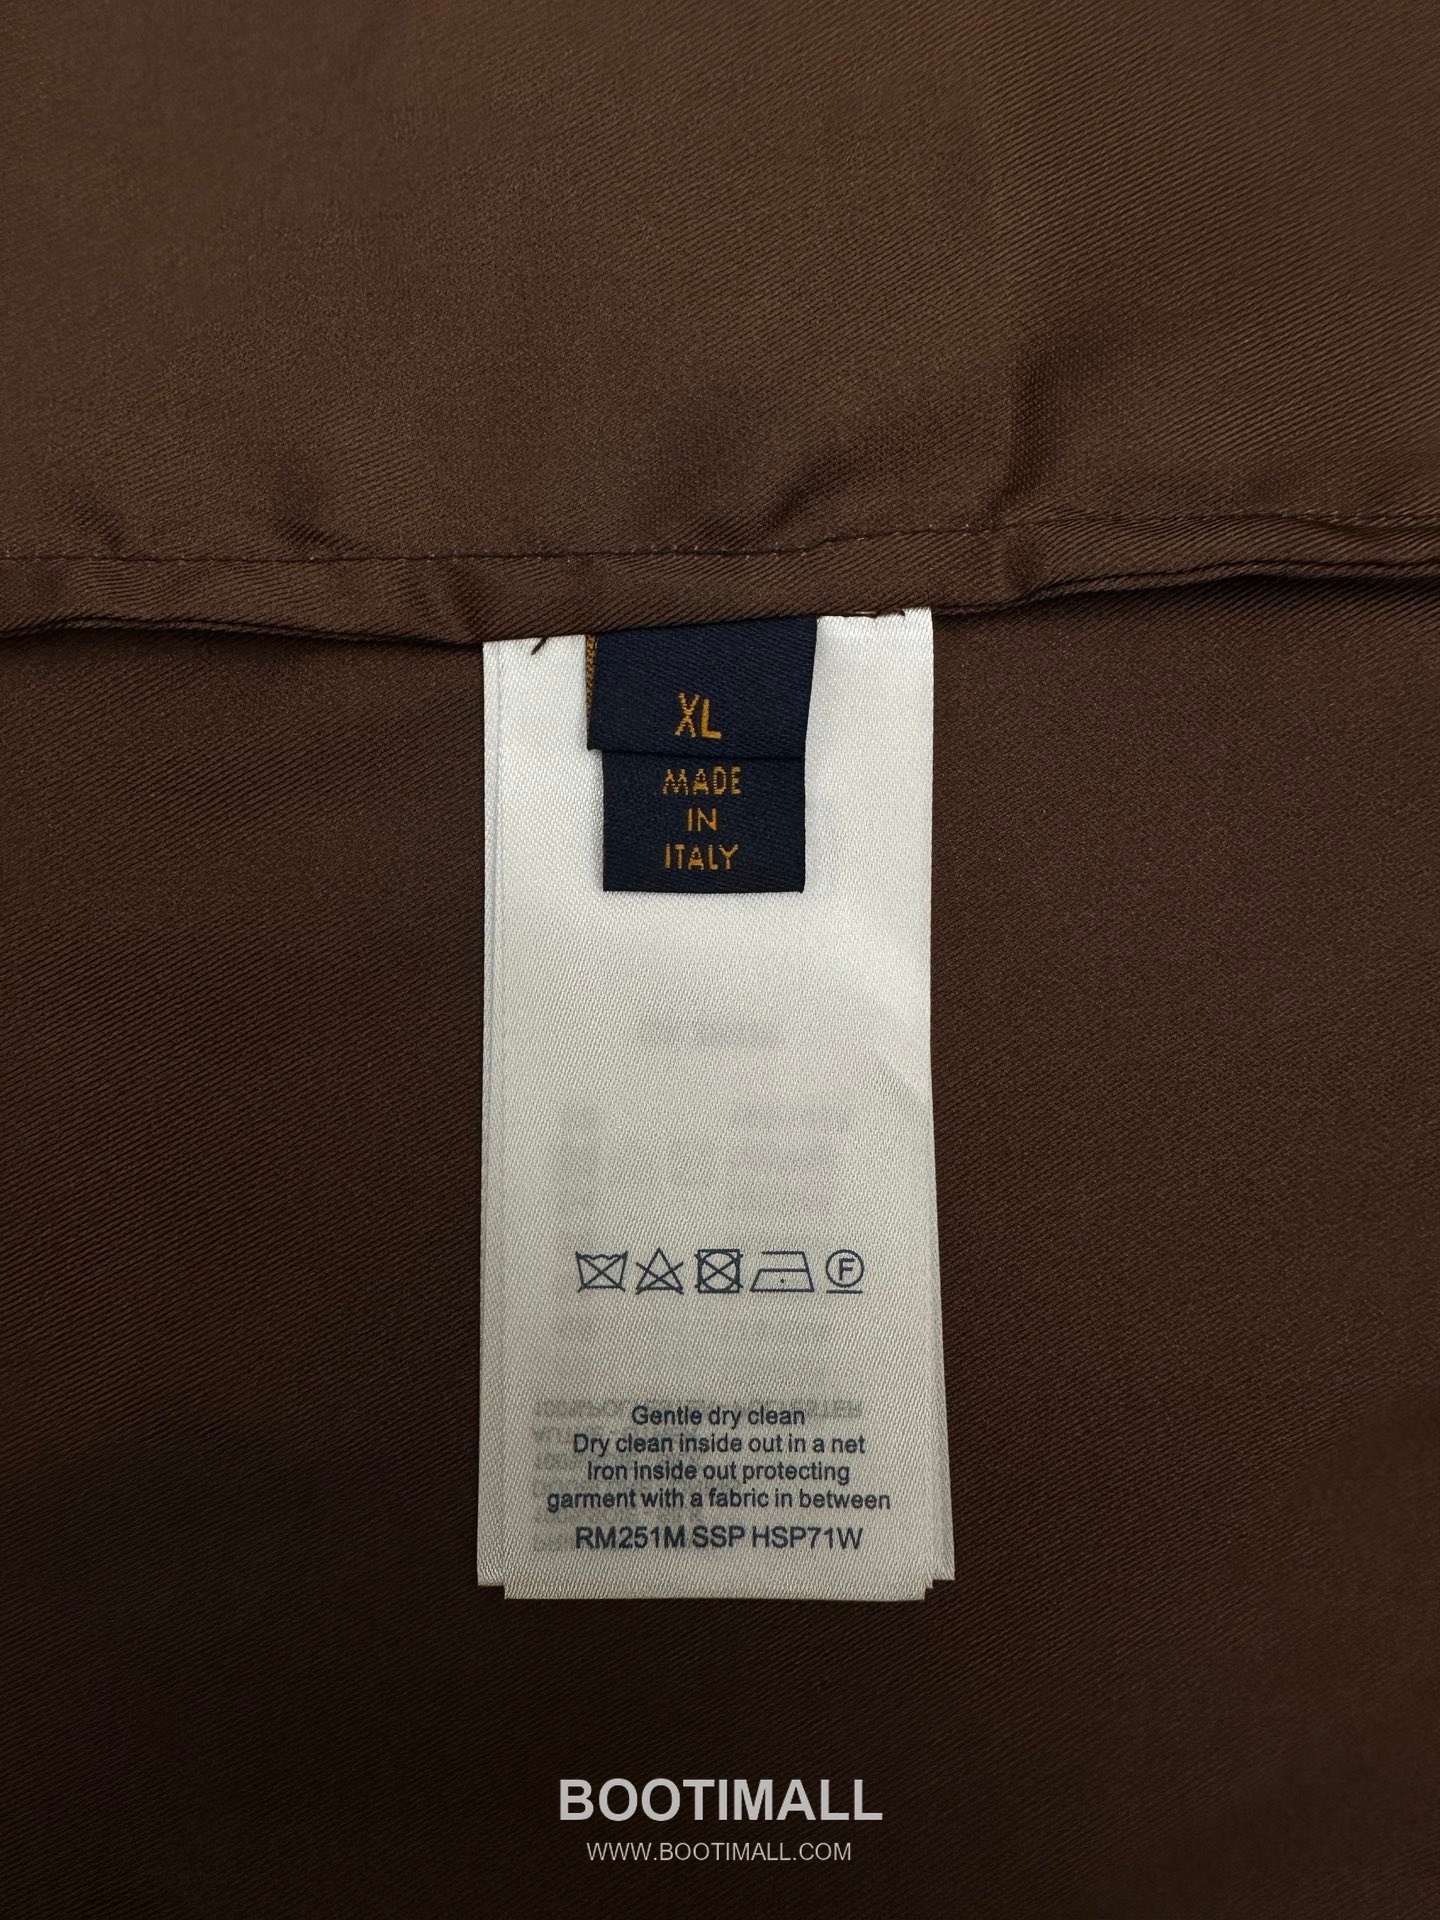 XL
MADE
IN
ITALY
F
Gentle dry clean
Dry clean inside out in a net
Iron inside out protecting
garment with a fabric in between
RM251M SSP HSP71W
BOOTIMALL
WWW.BOOTIMALL.COM